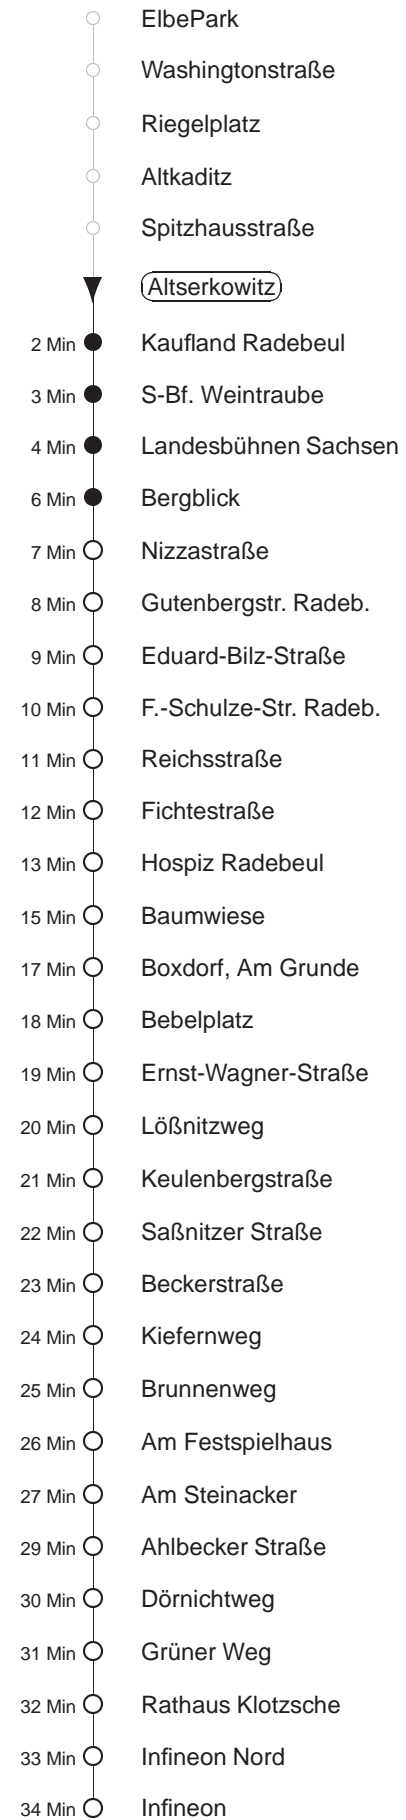 ElbePark
Washingtonstraße
Riegelplatz
Altkaditz
Spitzhausstraße
Altserkowitz
2 Min Kaufland Radebeul
3 Min S-Bf. Weintraube
4 Min Landesbühnen Sachsen
6 Min Bergblick
7 Min Nizzastraße
8 Min Gutenbergstr. Radeb.
9 Min Eduard-Bilz-Straße
10 Min F.-Schulze-Str. Radeb.
11 Min Reichsstraße
12 Min Fichtestraße
13 Min Hospiz Radebeul
15 Min Baumwiese
17 Min Boxdorf, Am Grunde
18 Min Bebelplatz
19 Min Ernst-Wagner-Straße
20 Min Lößnitzweg
21 Min Keulenbergstraße
22 Min Saßnitzer Straße
23 Min Beckerstraße
24 Min Kiefernweg
25 Min Brunnenweg
26 Min Am Festspielhaus
27 Min Am Steinacker
29 Min Ahlbecker Straße
30 Min Dörnichtweg
31 Min Grüner Weg
32 Min Rathaus Klotzsche
33 Min Infineon Nord
34 Min Infineon